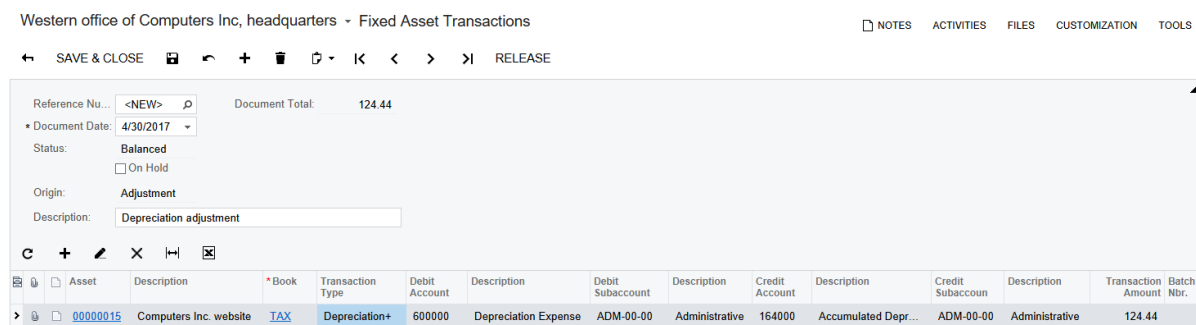 Western office of Computers Inc, headquarters Fixed Asset Transactions
NOTES ACTIVITIES FILES CUSTOMIZATION TOOLS
SAVE & CLOSE RELEASE
Reference Nu... <NEW> Document Total: 124.44
* Document Date: 4/30/2017
Status: Balanced
On Hold
Origin: Adjustment
Description: Depreciation adjustment
Asset Description *Book Transaction Type Debit Account Description Debit Subaccount Description Credit Account Description Credit Subaccoun Description Transaction Amount Batch Nbr.
00000015 Computers Inc. website TAX Depreciation+ 600000 Depreciation Expense ADM-00-00 Administrative 164000 Accumulated Depr... ADM-00-00 Administrative 124.44